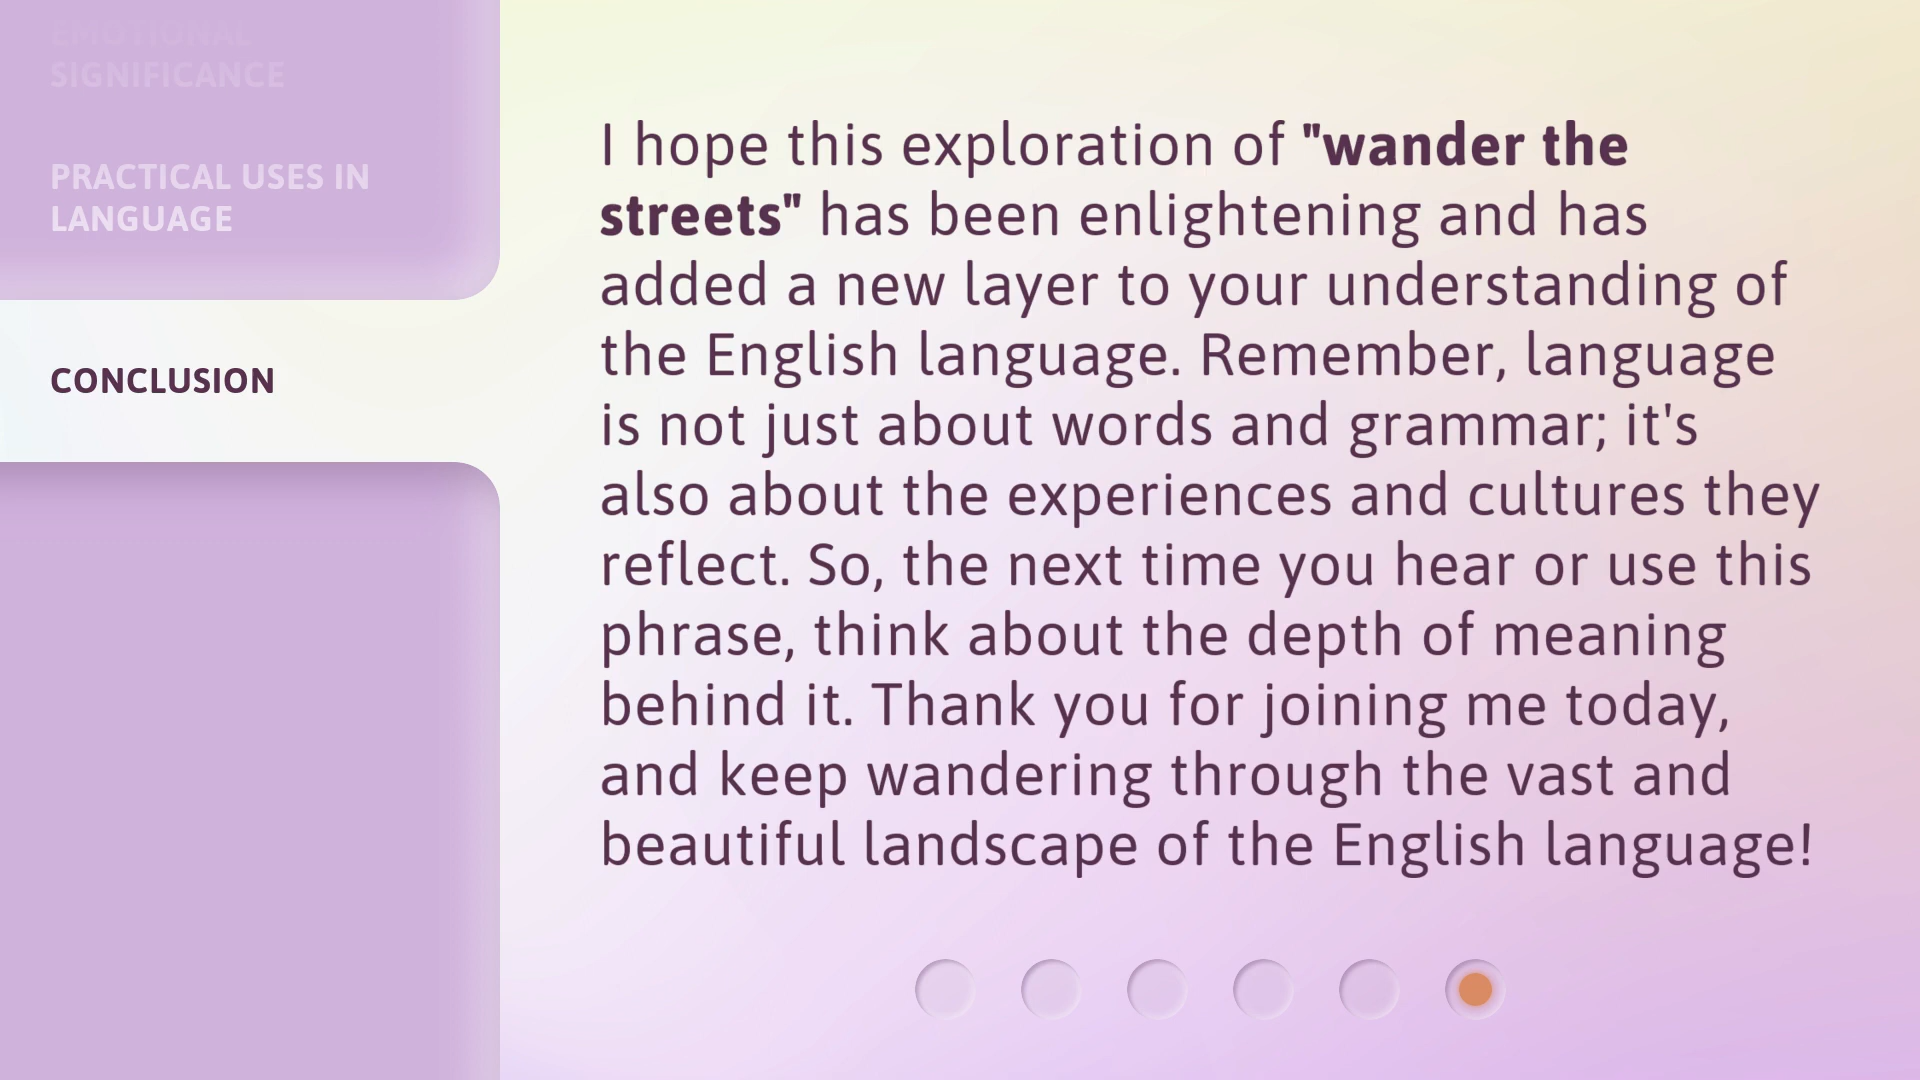 EMOTIONAL
SIGNIFICANCE
PRACTICAL USES IN
LANGUAGE
CONCLUSION
I hope this exploration of "wander the
streets" has been enlightening and has
added a new layer to your understanding of
the English language. Remember, language
is not just about words and grammar; it's
also about the experiences and cultures they
reflect. So, the next time you hear or use this
phrase, think about the depth of meaning
behind it. Thank you for joining me today,
and keep wandering through the vast and
beautiful landscape of the English language!